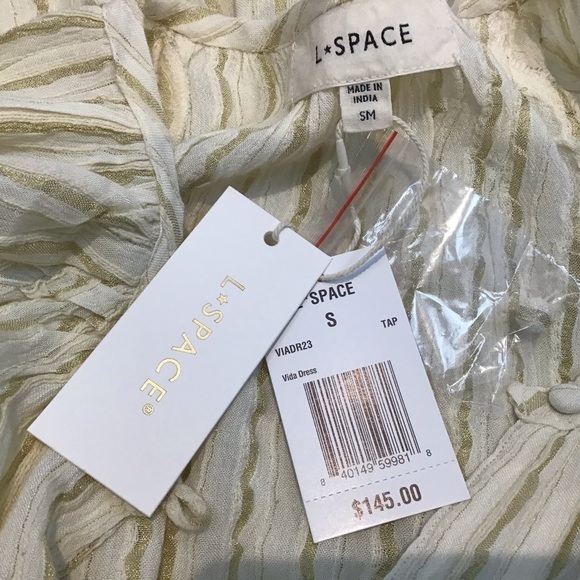 L★SPACE
MADE IN
INDIA
SM
L★SPACE®
L★SPACE
S
VIADR23
TAP
Vida Dress
8 40149 59981 8
$145.00